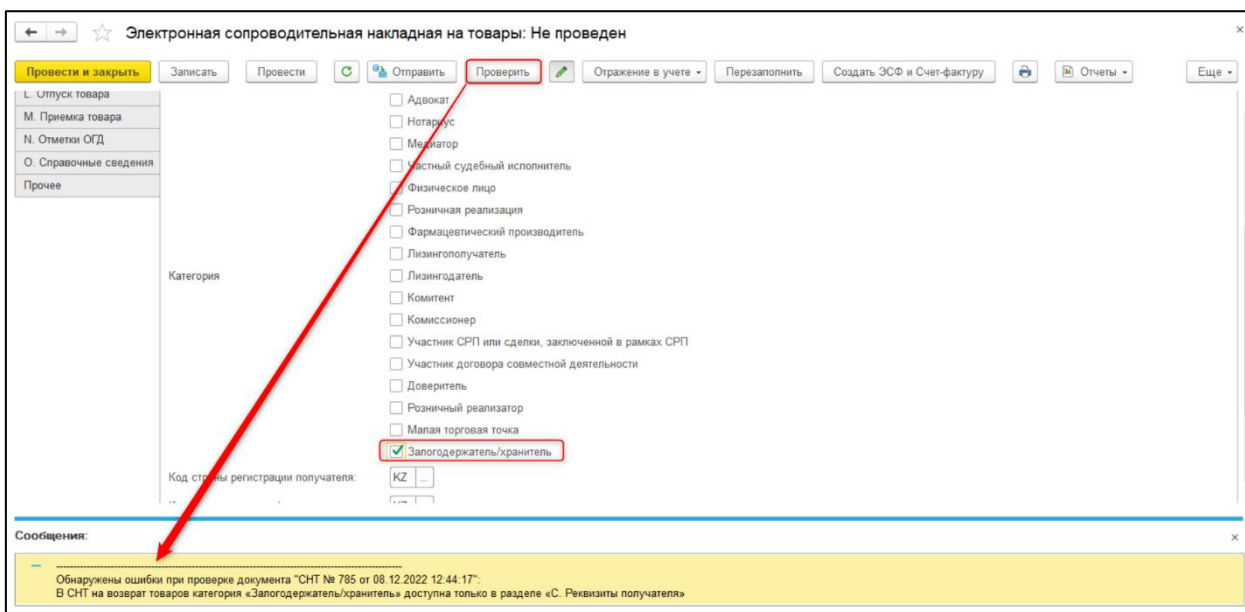 Электронная сопроводительная накладная на товары: Не проведен
Провести и закрыть Записать Провести Отправить Проверить Отражение в учете Перезаполнить Создать ЭСФ и Счет-фактуру Отчеты Еще
L. Отпуск товара
М. Приемка товара
N. Отметки ОГД
О. Справочные сведения
Прочее
Адвокат
Нотариус
Медиатор
Частный судебный исполнитель
Физическое лицо
Розничная реализация
Фармацевтический производитель
Лизингополучатель
Категория
Лизингодатель
Комитент
Комиссионер
Участник СРП или сделки, заключенной в рамках СРП
Участник договора совместной деятельности
Доверитель
Розничный реализатор
Малая торговая точка
Залогодержатель/хранитель
Код страны регистрации получателя: KZ ...
Сообщения:
Обнаружены ошибки при проверке документа "СНТ № 785 от 08.12.2022 12:44:17":
В СНТ на возврат товаров категория «Залогодержатель/хранитель» доступна только в разделе «С. Реквизиты получателя»